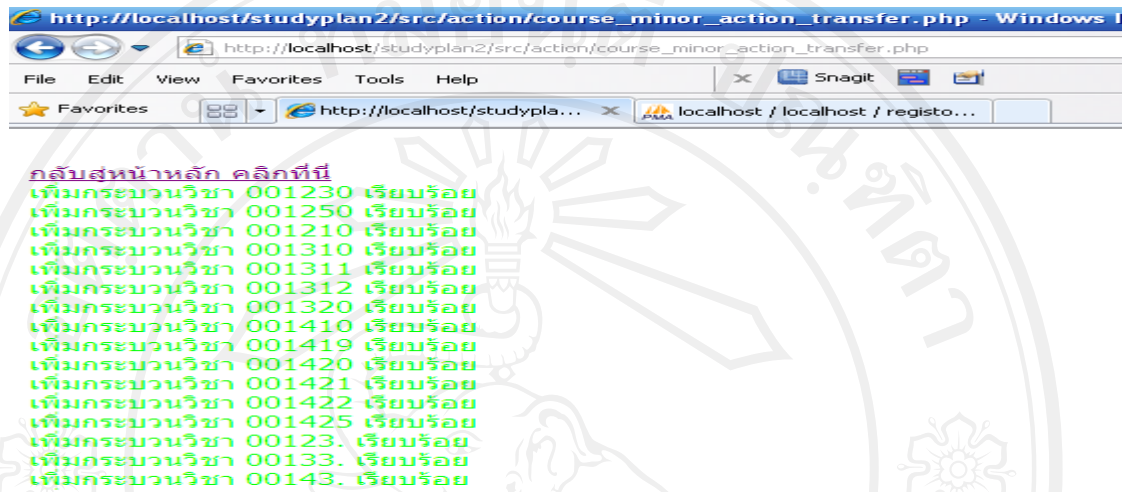 http://localhost/studyplan2/src/action/course_minor_action_transfer.php - Windows I
http://localhost/studyplan2/src/action/course_minor_action_transfer.php
File Edit View Favorites Tools Help Snagit
Favorites http://localhost/studypla... localhost / localhost / registo...
กลับสู่หน้าหลัก คลิกที่นี่
เพิ่มกระบวนวิชา 001230 เรียบร้อย
เพิ่มกระบวนวิชา 001250 เรียบร้อย
เพิ่มกระบวนวิชา 001210 เรียบร้อย
เพิ่มกระบวนวิชา 001310 เรียบร้อย
เพิ่มกระบวนวิชา 001311 เรียบร้อย
เพิ่มกระบวนวิชา 001312 เรียบร้อย
เพิ่มกระบวนวิชา 001320 เรียบร้อย
เพิ่มกระบวนวิชา 001410 เรียบร้อย
เพิ่มกระบวนวิชา 001419 เรียบร้อย
เพิ่มกระบวนวิชา 001420 เรียบร้อย
เพิ่มกระบวนวิชา 001421 เรียบร้อย
เพิ่มกระบวนวิชา 001422 เรียบร้อย
เพิ่มกระบวนวิชา 001425 เรียบร้อย
เพิ่มกระบวนวิชา 00123. เรียบร้อย
เพิ่มกระบวนวิชา 00133. เรียบร้อย
เพิ่มกระบวนวิชา 00143. เรียบร้อย